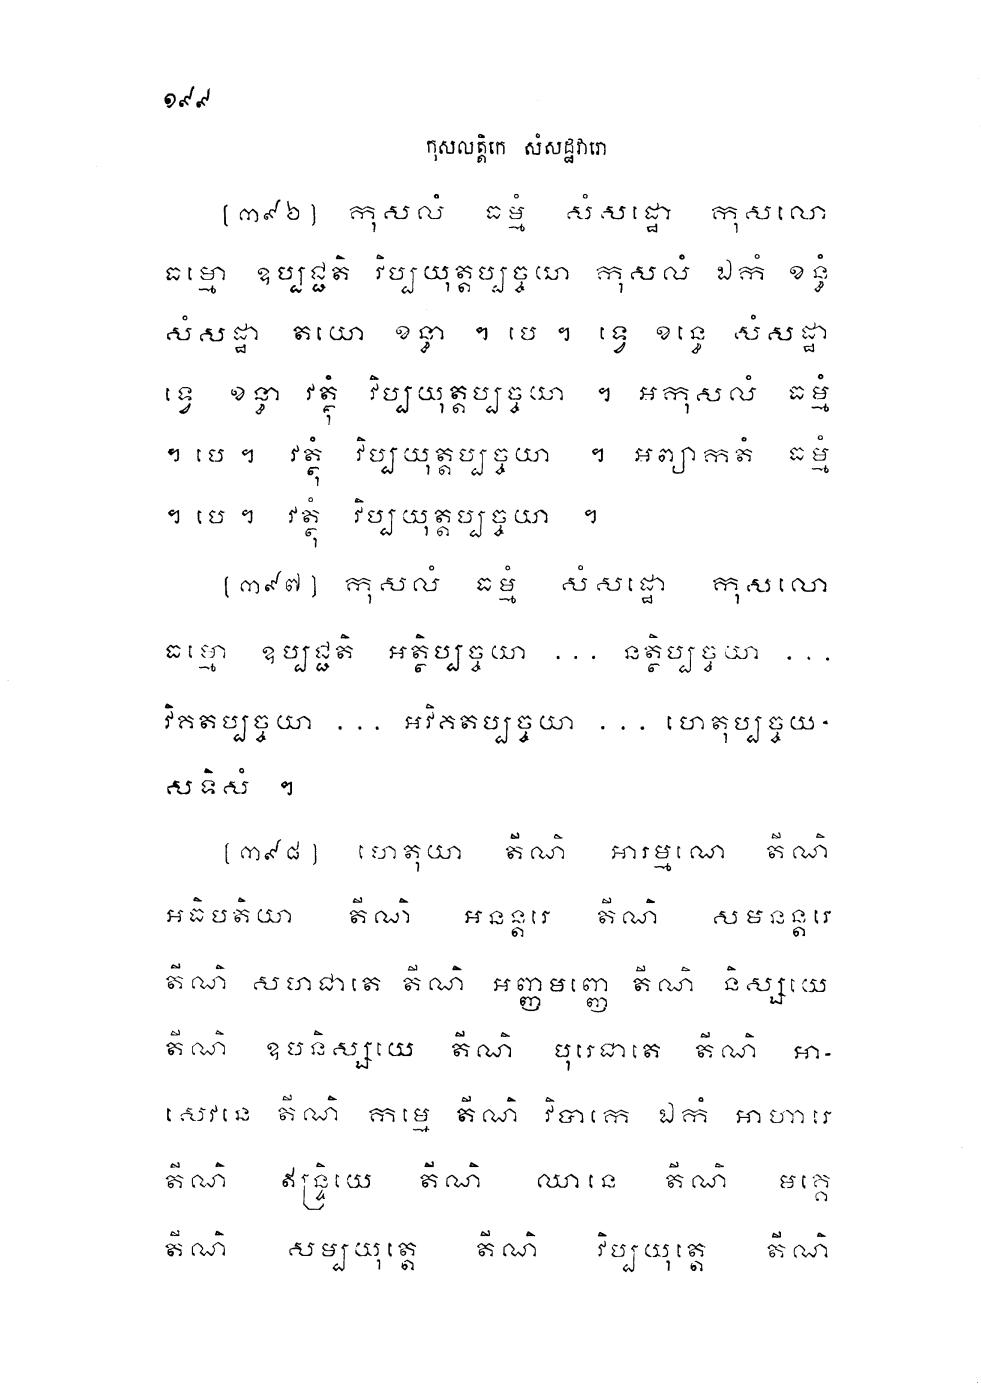 ១៩៩
កុសលត្តិកេ សំសដ្ឋវារោ
[៣៩៦] កុសលំ ធម្មំ សំសដ្ឋោ កុសលោ
ធម្មោ ឧប្បជ្ជតិ វិប្បយុត្តប្បច្ចយា កុសលំ ឯកំ ខន្ធំ
សំសដ្ឋា តយោ ខន្ធា ។ បេ ។ ទ្វេ ខន្ធេ សំសដ្ឋា
ទ្វេ ខន្ធា វត្ថុំ វិប្បយុត្តប្បច្ចយា ។ អកុសលំ ធម្មំ
។ បេ ។ វត្ថុំ វិប្បយុត្តប្បច្ចយា ។ អព្យាកតំ ធម្មំ
។ បេ ។ វត្ថុំ វិប្បយុត្តប្បច្ចយា ។
[៣៩៧] កុសលំ ធម្មំ សំសដ្ឋោ កុសលោ
ធម្មោ ឧប្បជ្ជតិ អត្ថិប្បច្ចយា ... នត្ថិប្បច្ចយា ...
វិគតប្បច្ចយា ... អវិគតប្បច្ចយា ... ហេតុប្បច្ចយ-
សទិសំ ។
[៣៩៨] ហេតុយា តីណិ អារម្មណេ តីណិ
អធិបតិយា តីណិ អនន្តរេ តីណិ សមនន្តរេ
តីណិ សហជាតេ តីណិ អញ្ញមញ្ញេ តីណិ និស្សយេ
តីណិ ឧបនិស្សយេ តីណិ បុរេជាតេ តីណិ អា-
សេវនេ តីណិ កម្មេ តីណិ វិបាកេ ឯកំ អាហារេ
តីណិ ឥន្ទ្រិយេ តីណិ ឈានេ តីណិ មគ្គេ
តីណិ សម្បយុត្តេ តីណិ វិប្បយុត្តេ តីណិ